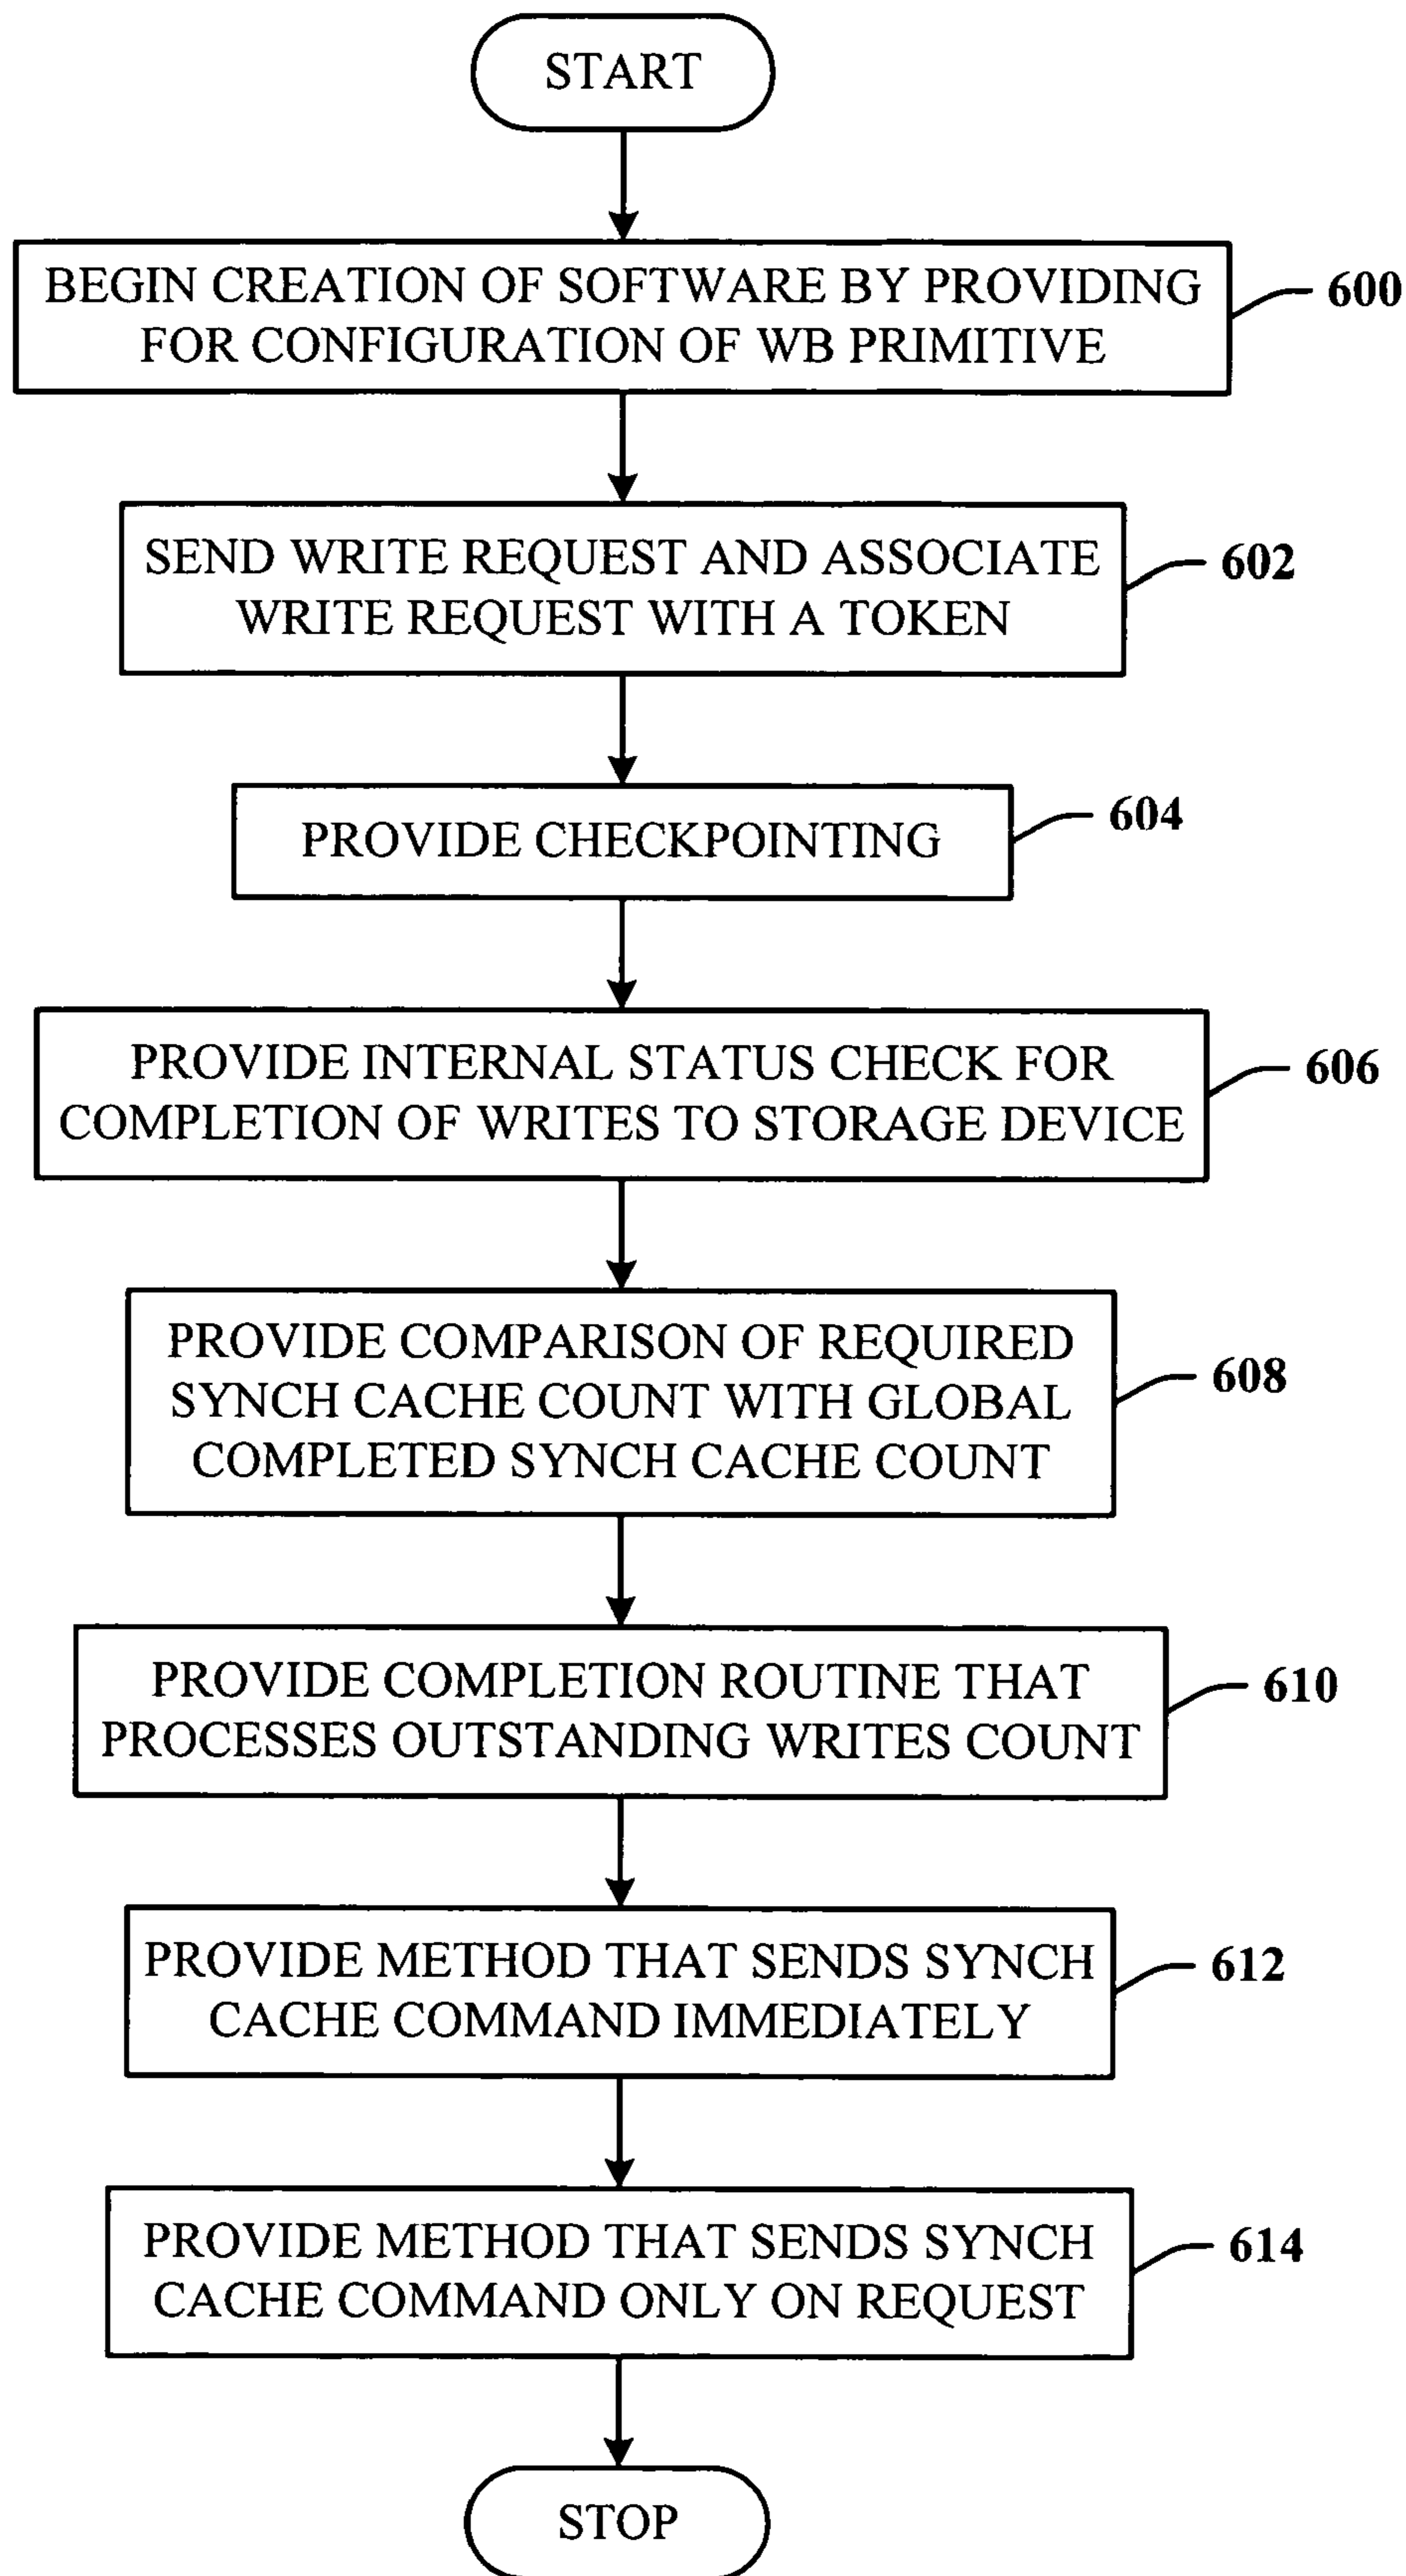 START
BEGIN CREATION OF SOFTWARE BY PROVIDING
FOR CONFIGURATION OF WB PRIMITIVE
600
SEND WRITE REQUEST AND ASSOCIATE
WRITE REQUEST WITH A TOKEN
602
PROVIDE CHECKPOINTING
604
PROVIDE INTERNAL STATUS CHECK FOR
COMPLETION OF WRITES TO STORAGE DEVICE
606
PROVIDE COMPARISON OF REQUIRED
SYNCH CACHE COUNT WITH GLOBAL
COMPLETED SYNCH CACHE COUNT
608
PROVIDE COMPLETION ROUTINE THAT
PROCESSES OUTSTANDING WRITES COUNT
610
PROVIDE METHOD THAT SENDS SYNCH
CACHE COMMAND IMMEDIATELY
612
PROVIDE METHOD THAT SENDS SYNCH
CACHE COMMAND ONLY ON REQUEST
614
STOP